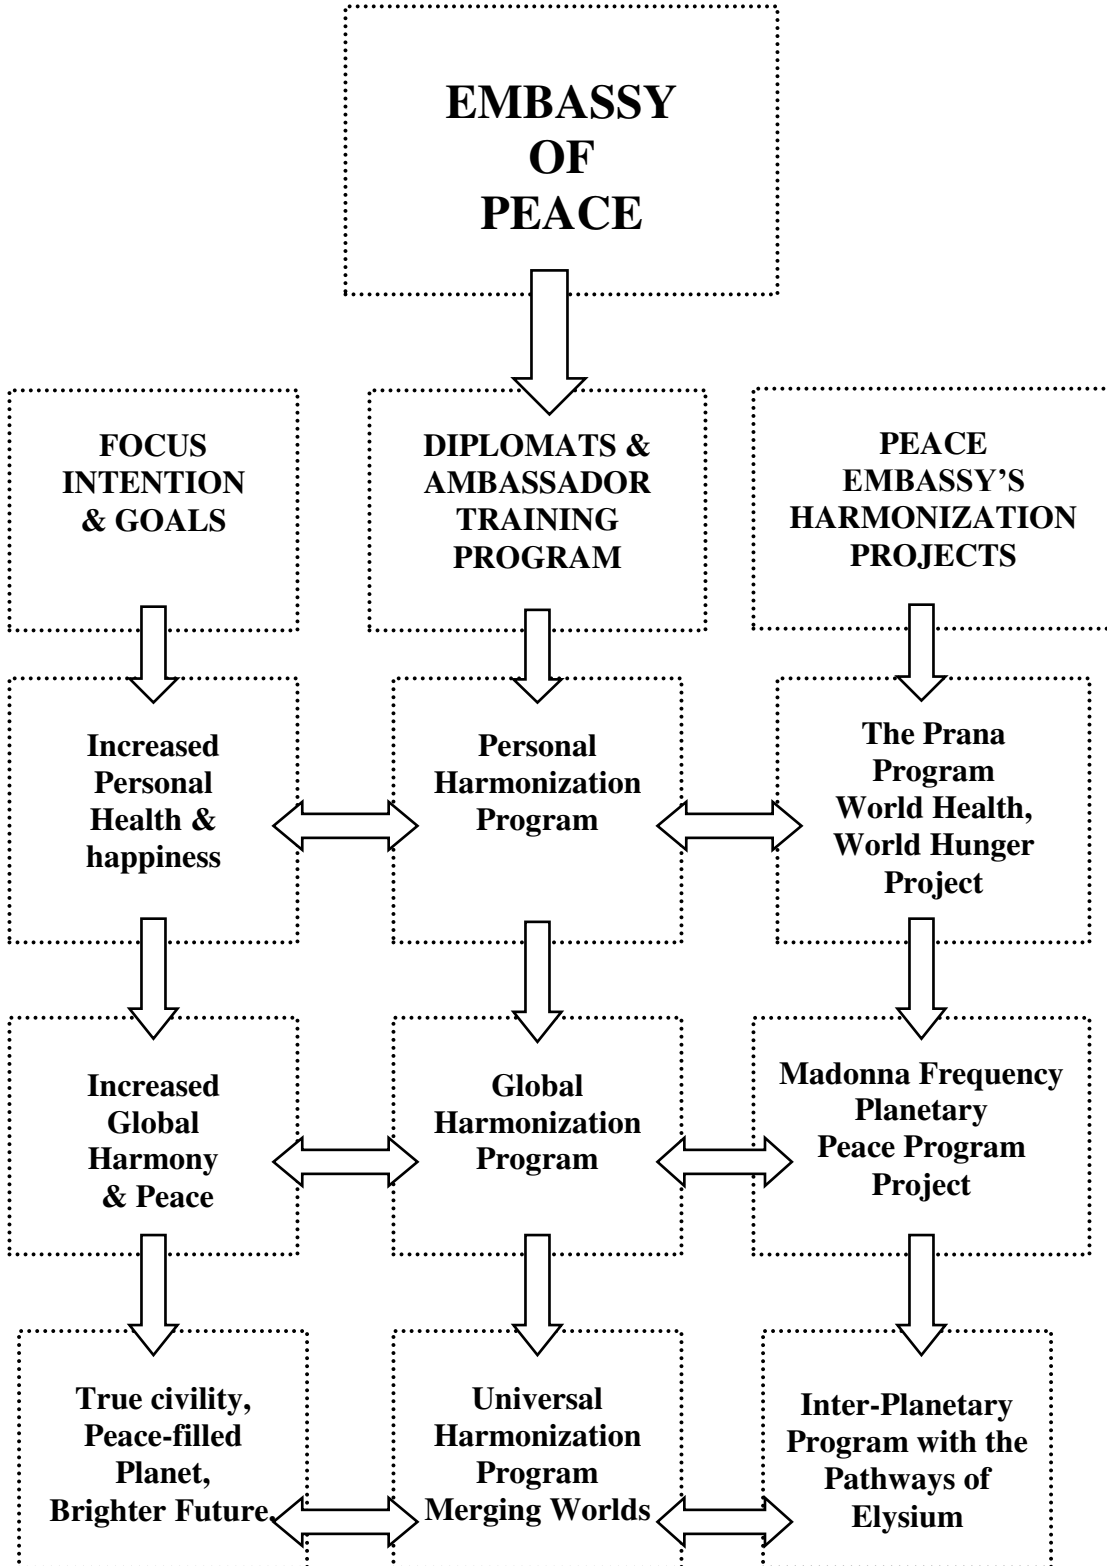 EMBASSY
OF
PEACE
FOCUS
INTENTION
& GOALS
DIPLOMATS &
AMBASSADOR
TRAINING
PROGRAM
PEACE
EMBASSY’S
HARMONIZATION
PROJECTS
Increased
Personal
Health &
happiness
Personal
Harmonization
Program
The Prana
Program
World Health,
World Hunger
Project
Increased
Global
Harmony
& Peace
Global
Harmonization
Program
Madonna Frequency
Planetary
Peace Program
Project
True civility,
Peace-filled
Planet,
Brighter Future.
Universal
Harmonization
Program
Merging Worlds
Inter-Planetary
Program with the
Pathways of
Elysium